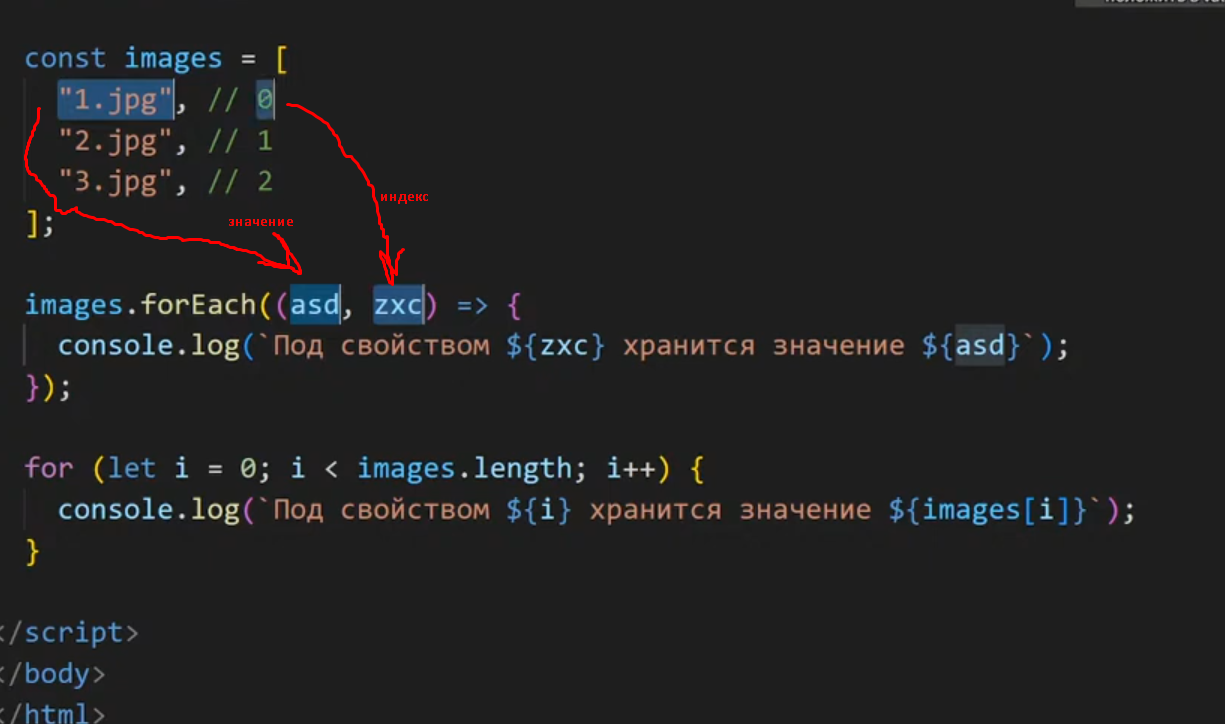 const images = [
"1.jpg", // 0
"2.jpg", // 1
"3.jpg", // 2
индекс
];
значение
images.forEach((asd, zxc) => {
console.log(`Под свойством ${zxc} хранится значение ${asd}`);
});
for (let i = 0; i < images.length; i++) {
console.log(`Под свойством ${i} хранится значение ${images[i]}`);
}
</script>
</body>
</html>